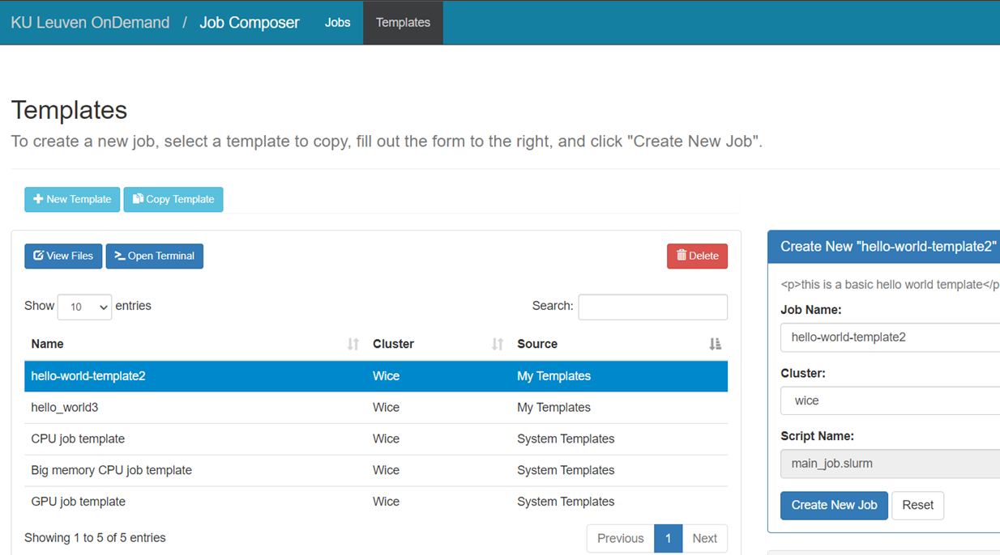 KU Leuven OnDemand / Job Composer Jobs Templates
Templates
To create a new job, select a template to copy, fill out the form to the right, and click "Create New Job".
New Template Copy Template
View Files Open Terminal Delete
Show 10 entries Search:
Name Cluster Source
hello-world-template2 Wice My Templates
hello_world3 Wice My Templates
CPU job template Wice System Templates
Big memory CPU job template Wice System Templates
GPU job template Wice System Templates
Showing 1 to 5 of 5 entries Previous 1 Next
Create New "hello-world-template2"
<p>this is a basic hello world template</p
Job Name:
hello-world-template2
Cluster:
wice
Script Name:
main_job.slurm
Create New Job Reset